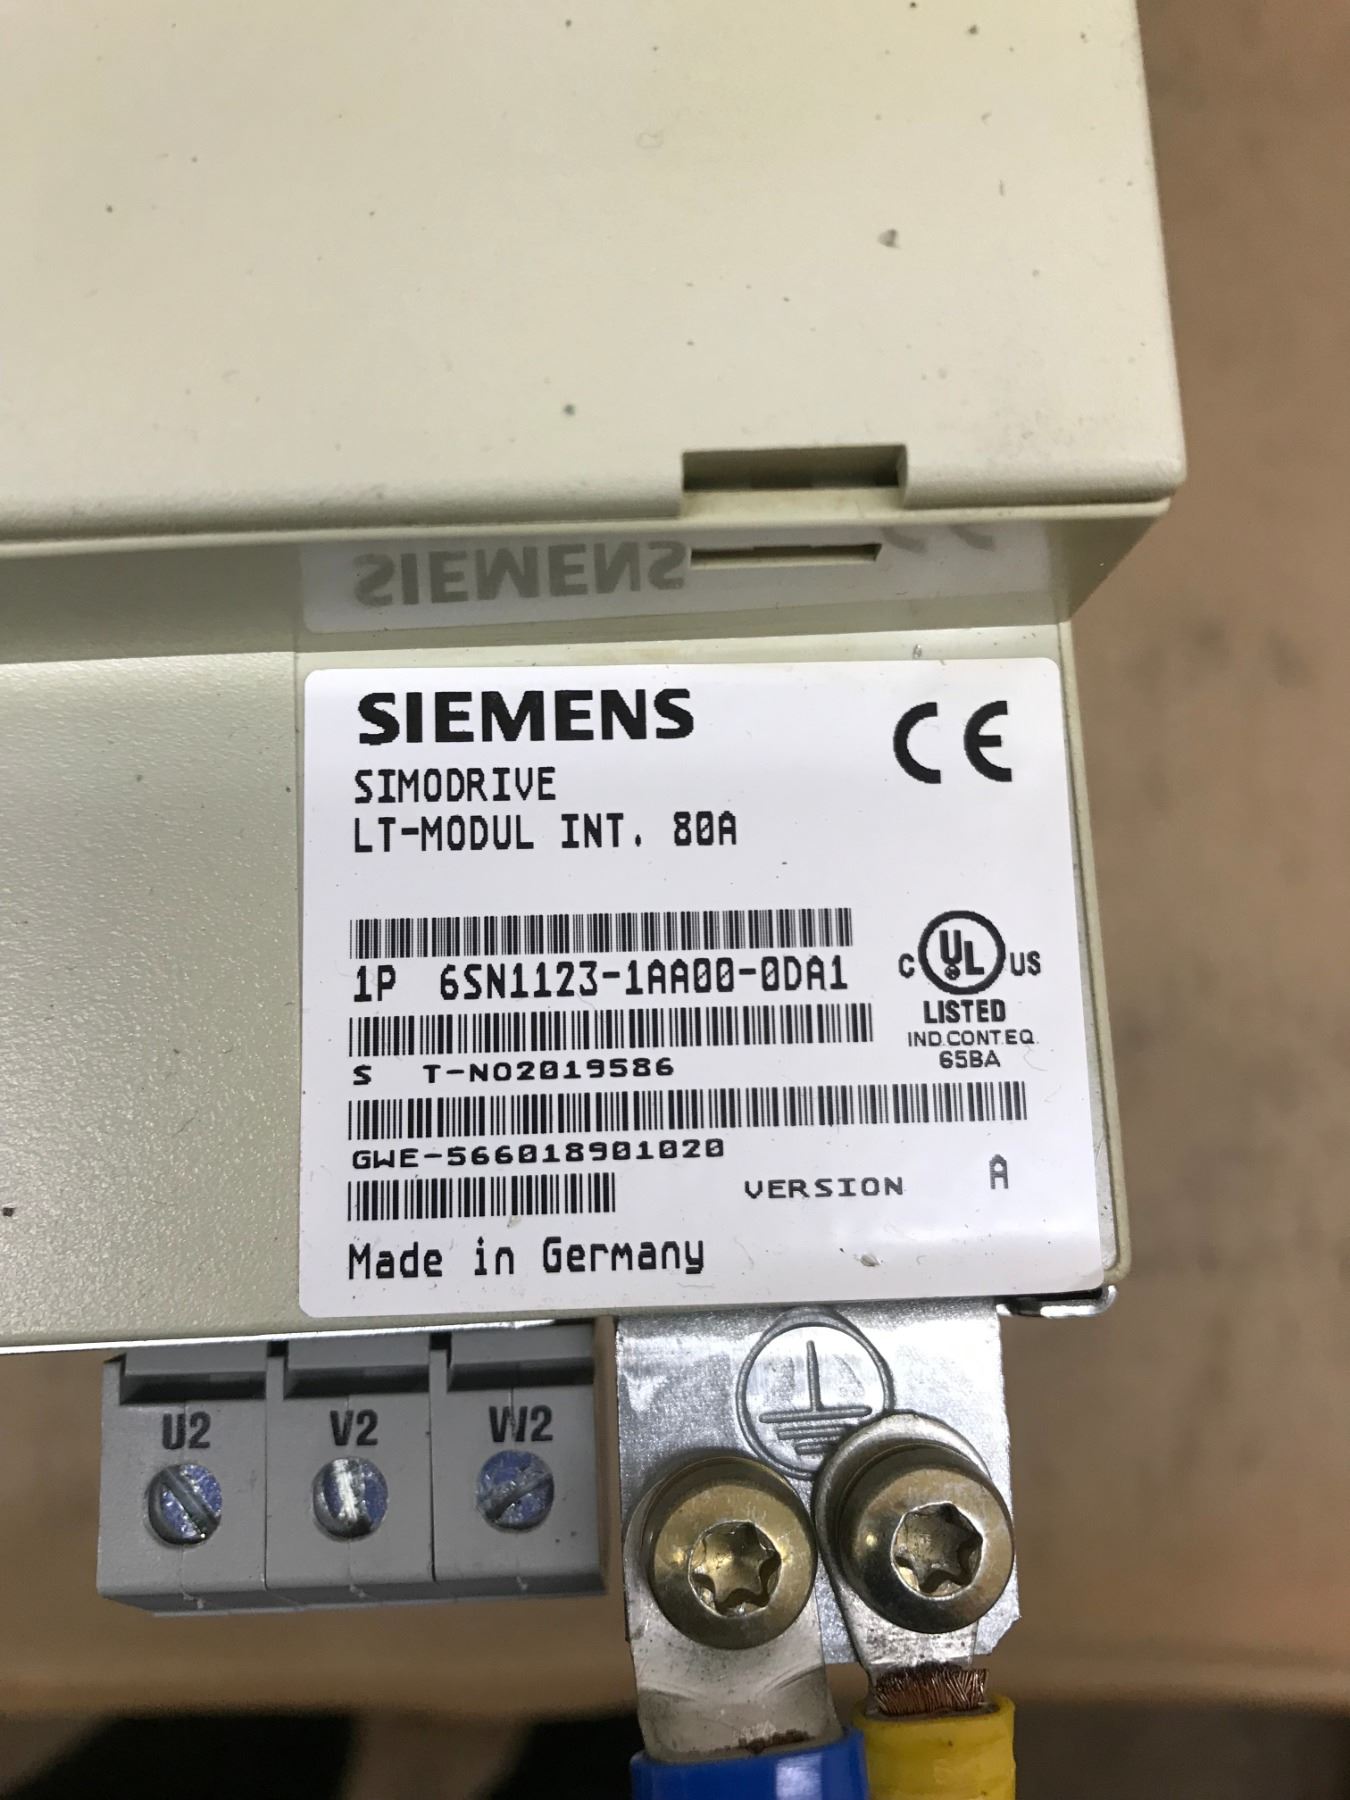 SIEMENS
SIEMENS
CE
SIMODRIVE
LT-MODUL INT. 80A
1P 6SN1123-1AA00-0DA1
C UL US
LISTED
IND.CONT.EQ.
65BA
S T-NO2019586
GWE-566018901020
VERSION A
Made in Germany
U2 V2 W2